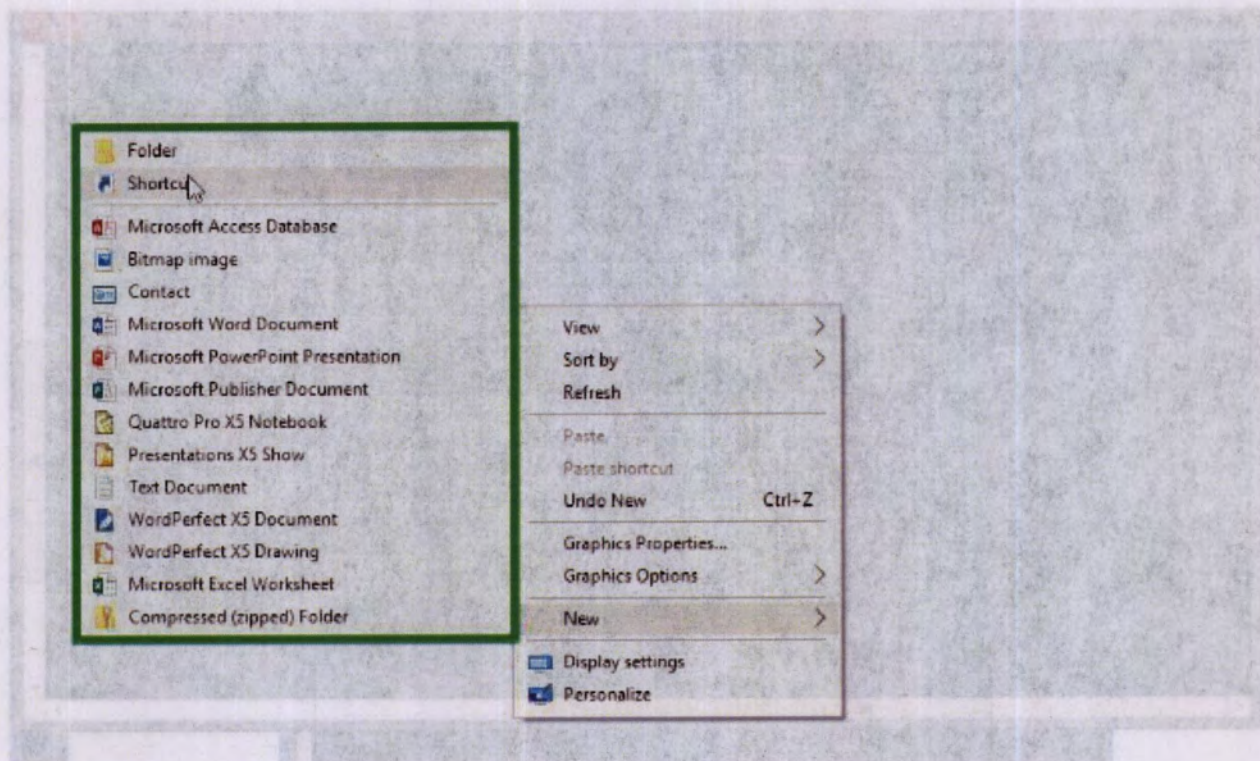 Folder
Shortcu
Microsoft Access Database
Bitmap image
Contact
Microsoft Word Document
Microsoft PowerPoint Presentation
Microsoft Publisher Document
Quattro Pro X5 Notebook
Presentations X5 Show
Text Document
WordPerfect X5 Document
WordPerfect X5 Drawing
Microsoft Excel Worksheet
Compressed (zipped) Folder
View
Sort by
Refresh
Paste
Paste shortcut
Undo New Ctrl+Z
Graphics Properties...
Graphics Options
New
Display settings
Personalize